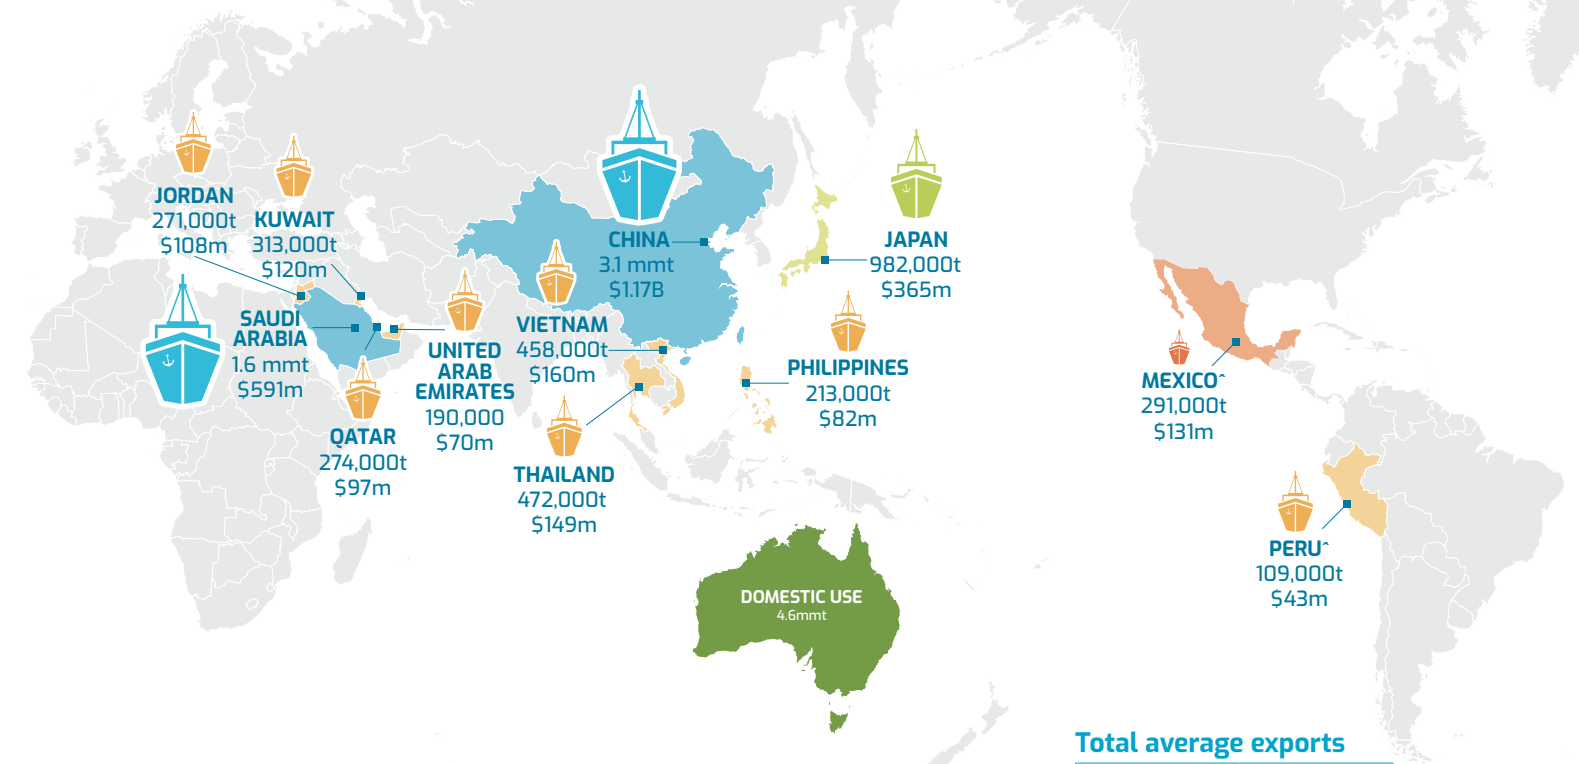 JORDAN
271,000t
$108m
KUWAIT
313,000t
$120m
CHINA
3.1 mmt
$1.17B
JAPAN
982,000t
$365m
SAUDI
ARABIA
1.6 mmt
$591m
UNITED
ARAB
EMIRATES
190,000
$70m
VIETNAM
458,000t
$160m
PHILIPPINES
213,000t
$82m
MEXICO^
291,000t
$131m
QATAR
274,000t
$97m
THAILAND
472,000t
$149m
PERU^
109,000t
$43m
DOMESTIC USE
4.6mmt
Total average exports